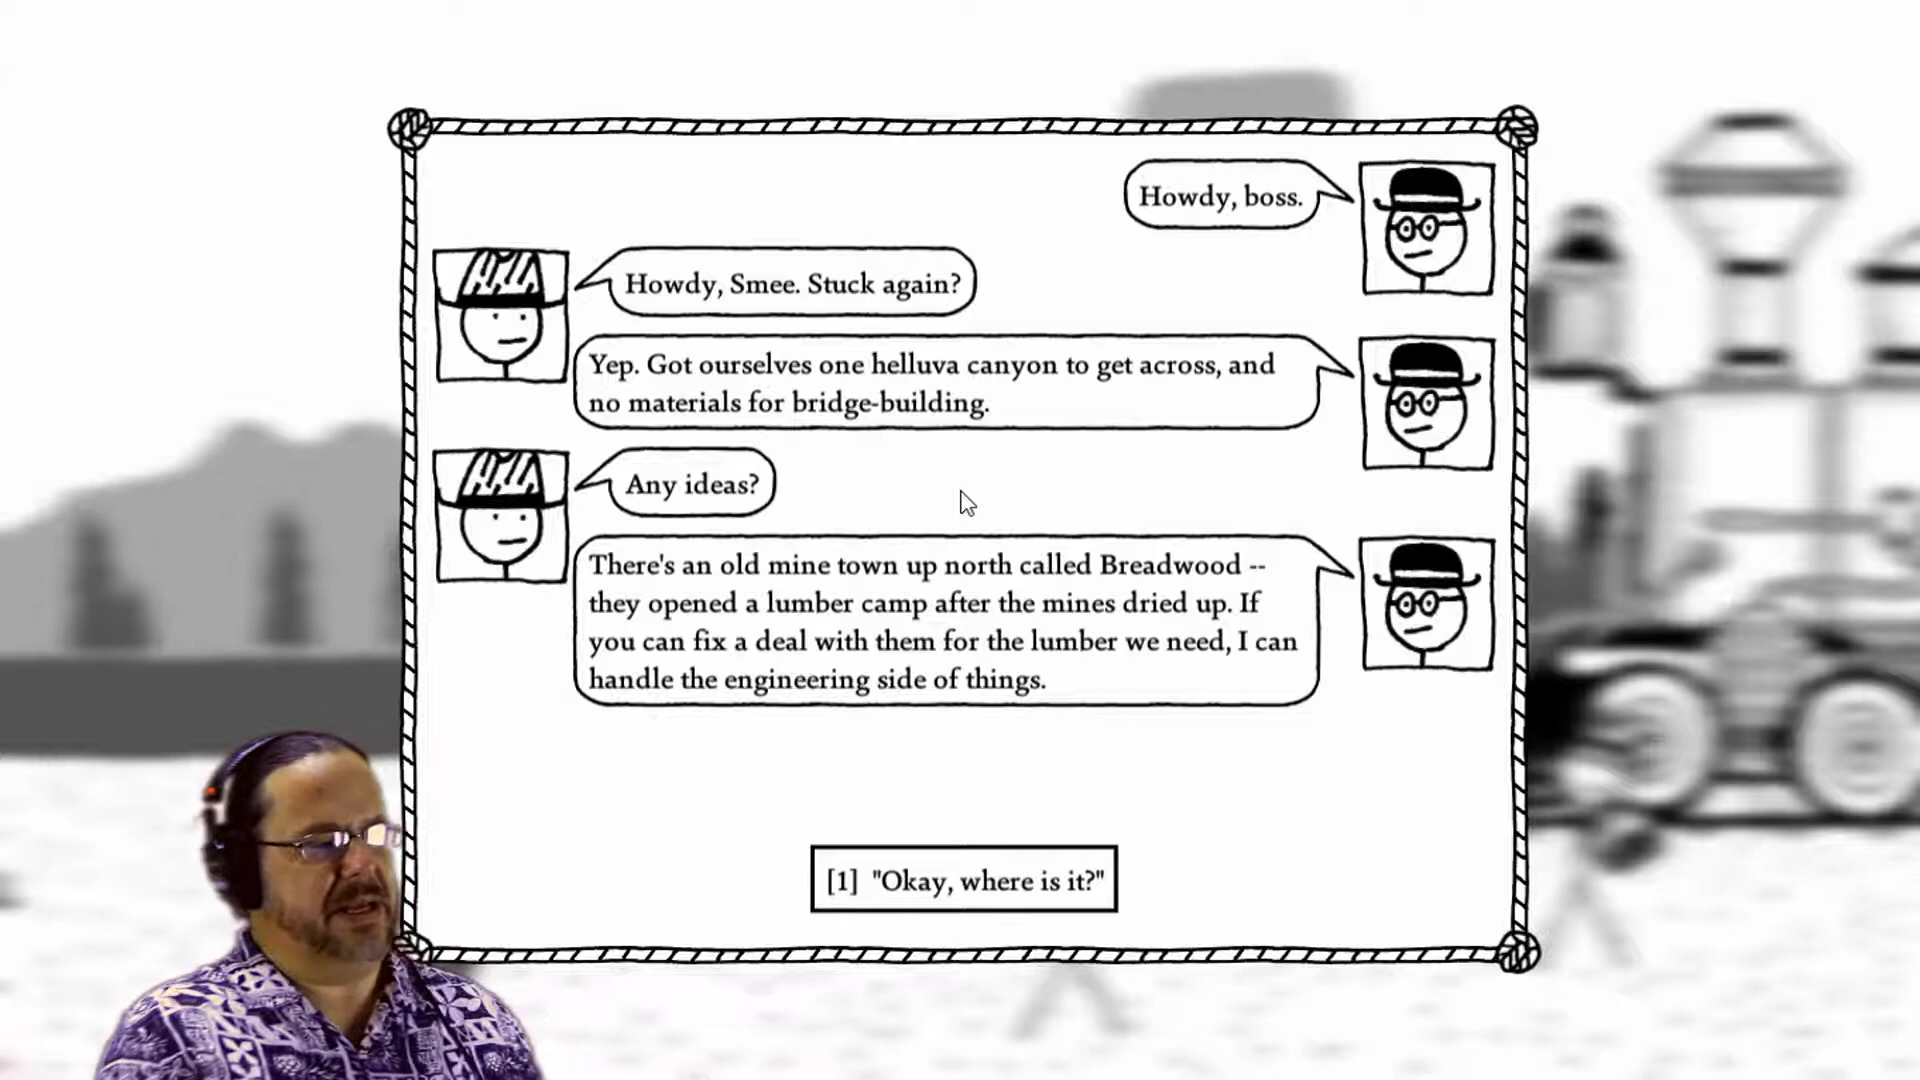 Howdy, boss.
Howdy, Smee. Stuck again?
Yep. Got ourselves one helluva canyon to get across, and
no materials for bridge-building.
Any ideas?
There's an old mine town up north called Breadwood --
they opened a lumber camp after the mines dried up. If
you can fix a deal with them for the lumber we need, I can
handle the engineering side of things.
[1] "Okay, where is it?"